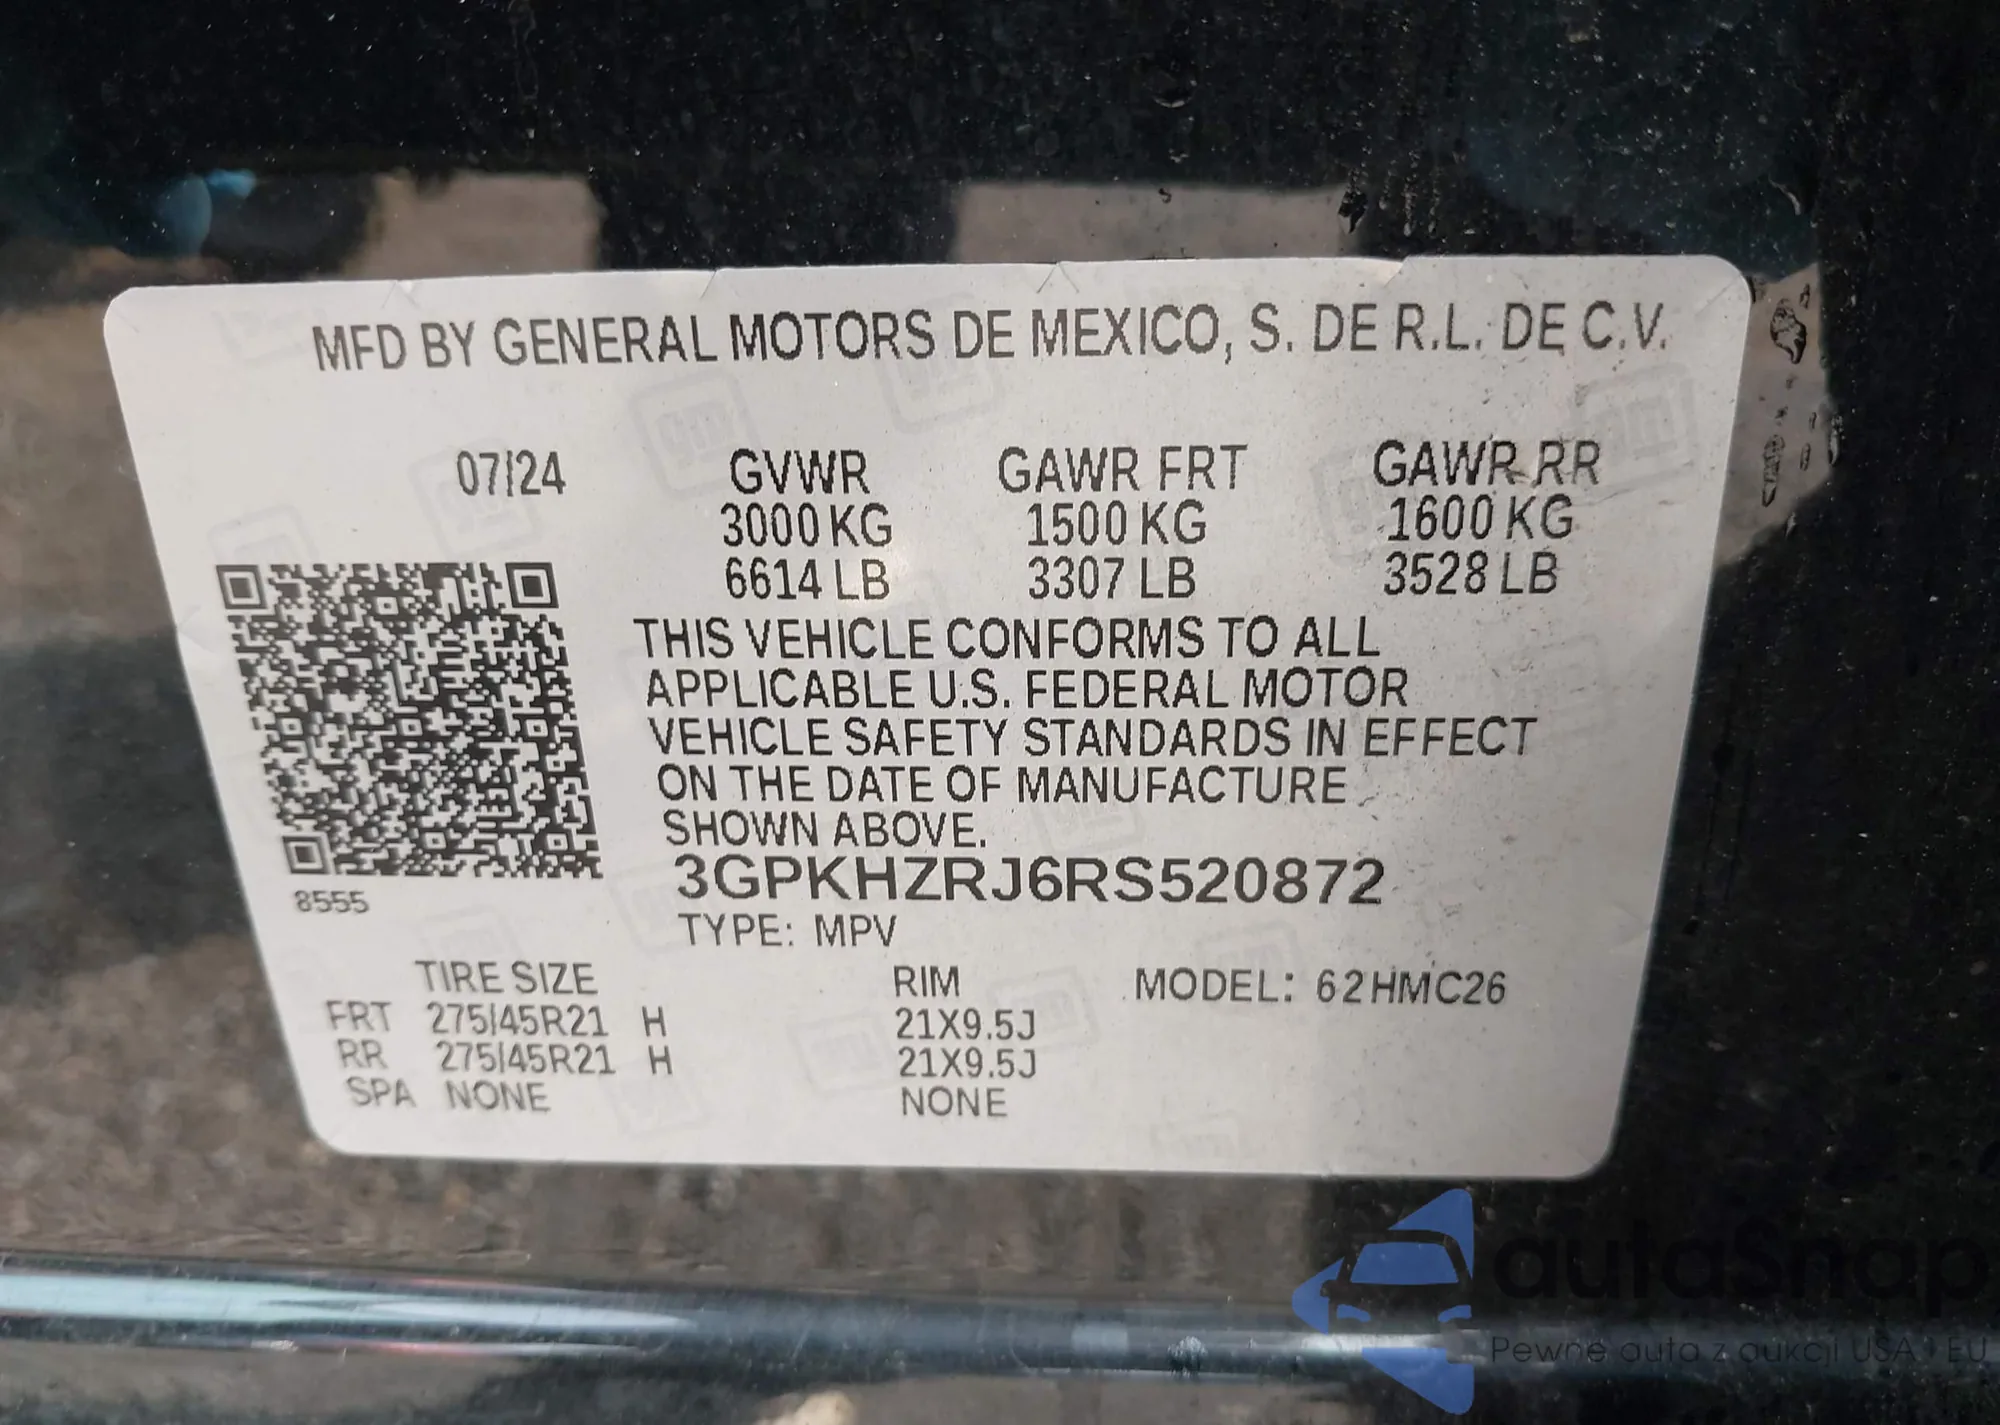 MFD BY GENERAL MOTORS DE MEXICO, S. DE R.L. DE C.V.
07/24 GVWR GAWR FRT GAWR RR
3000 KG 1500 KG 1600 KG
6614 LB 3307 LB 3528 LB
THIS VEHICLE CONFORMS TO ALL
APPLICABLE U.S. FEDERAL MOTOR
VEHICLE SAFETY STANDARDS IN EFFECT
ON THE DATE OF MANUFACTURE
SHOWN ABOVE.
3GPKHZRJ6RS520872
8555
TYPE: MPV
TIRE SIZE RIM MODEL: 62HMC26
FRT 275/45R21 H 21X9.5J
RR 275/45R21 H 21X9.5J
SPA NONE NONE
autaSnap
Pewne auta z aukcji USA i EU